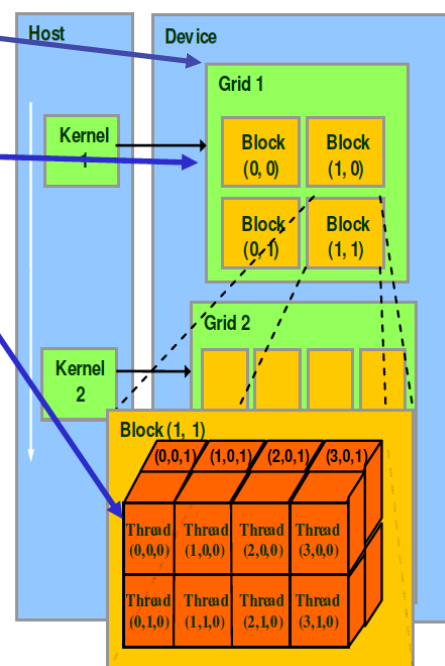 Host
Device
Grid 1
Kernel
1
Block
(0, 0)
Block
(1, 0)
Block
(0, 1)
Block
(1, 1)
Grid 2
Kernel
2
Block (1, 1)
(0,0,1) (1,0,1) (2,0,1) (3,0,1)
Thread
(0,0,0)
Thread
(1,0,0)
Thread
(2,0,0)
Thread
(3,0,0)
Thread
(0,1,0)
Thread
(1,1,0)
Thread
(2,1,0)
Thread
(3,1,0)